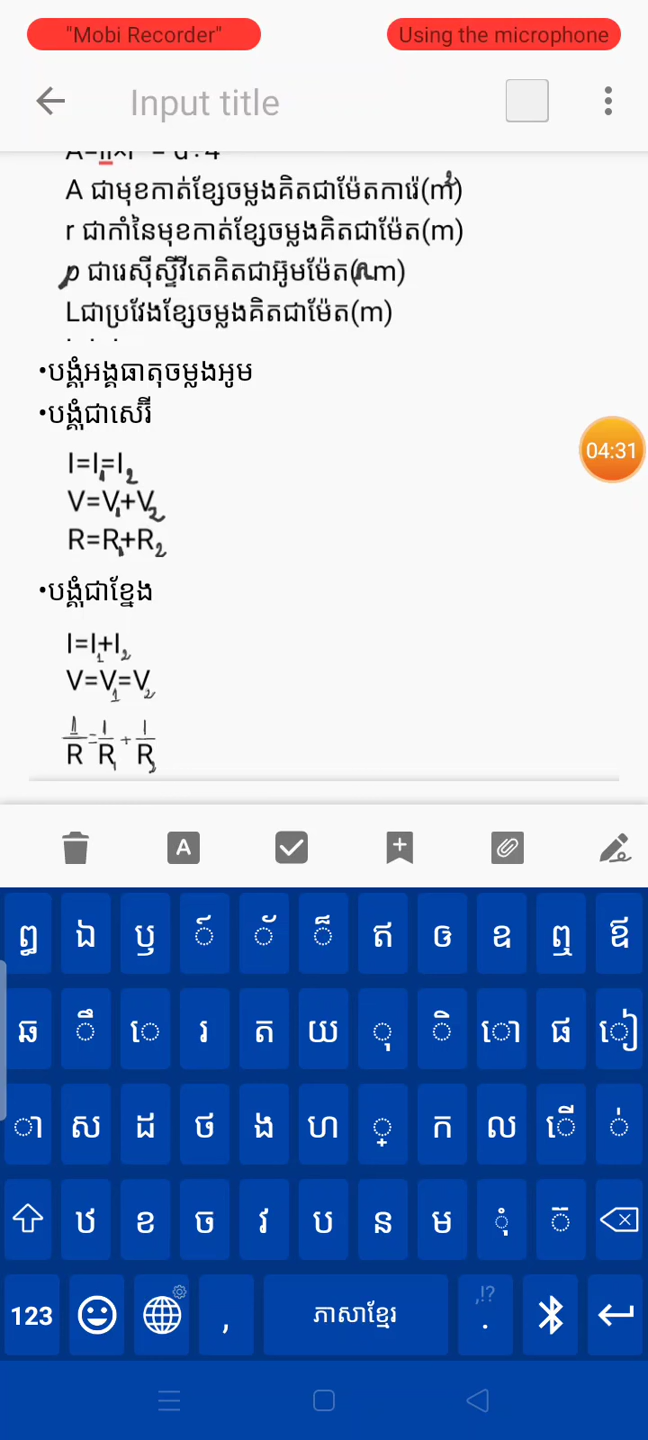 "Mobi Recorder" Using the microphone
Input title
A ជាមុខកាត់ខ្សែចម្លងគិតជាម៉ែតការ៉េ(m²)
r ជាកាំនៃមុខកាត់ខ្សែចម្លងគិតជាម៉ែត(m)
ρ ជារេស៊ីស្ទីវីតេគិតជាអ៊ូមម៉ែត(Ωm)
Lជាប្រវែងខ្សែចម្លងគិតជាម៉ែត(m)
•បង្គុំអង្គធាតុចម្លងអូម
•បង្គុំជាស៊េរី
I=I₁=I₂
V=V₁+V₂
R=R₁+R₂
•បង្គុំជាខ្នែង
I=I₁+I₂
V=V₁=V₂
1/R=1/R₁+1/R₂
04:31
A
ឰ ឯ ឫ ៍ ័ ៏ ឥ ឲ ឧ ឮ ឪ
ឆ ឹ េ រ ត យ ុ ិ ោ ផ ៀ
ា ស ដ ថ ង ហ ្ ក ល ើ ់
ឋ ខ ច វ ប ន ម ុំ ៊
123 , ភាសាខ្មែរ ,!? .